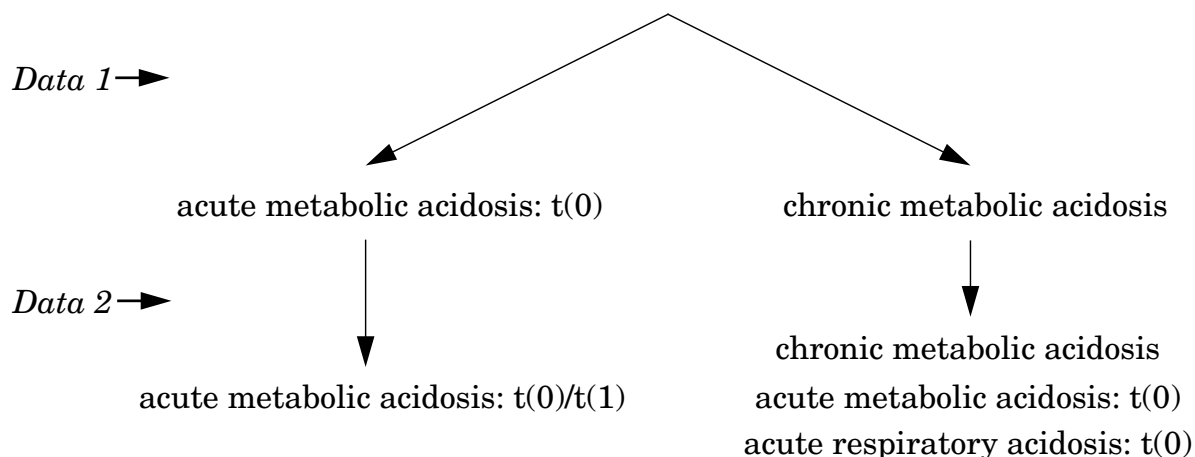 Data 1
acute metabolic acidosis: t(0)
chronic metabolic acidosis
Data 2
chronic metabolic acidosis
acute metabolic acidosis: t(0)/t(1)
acute metabolic acidosis: t(0)
acute respiratory acidosis: t(0)